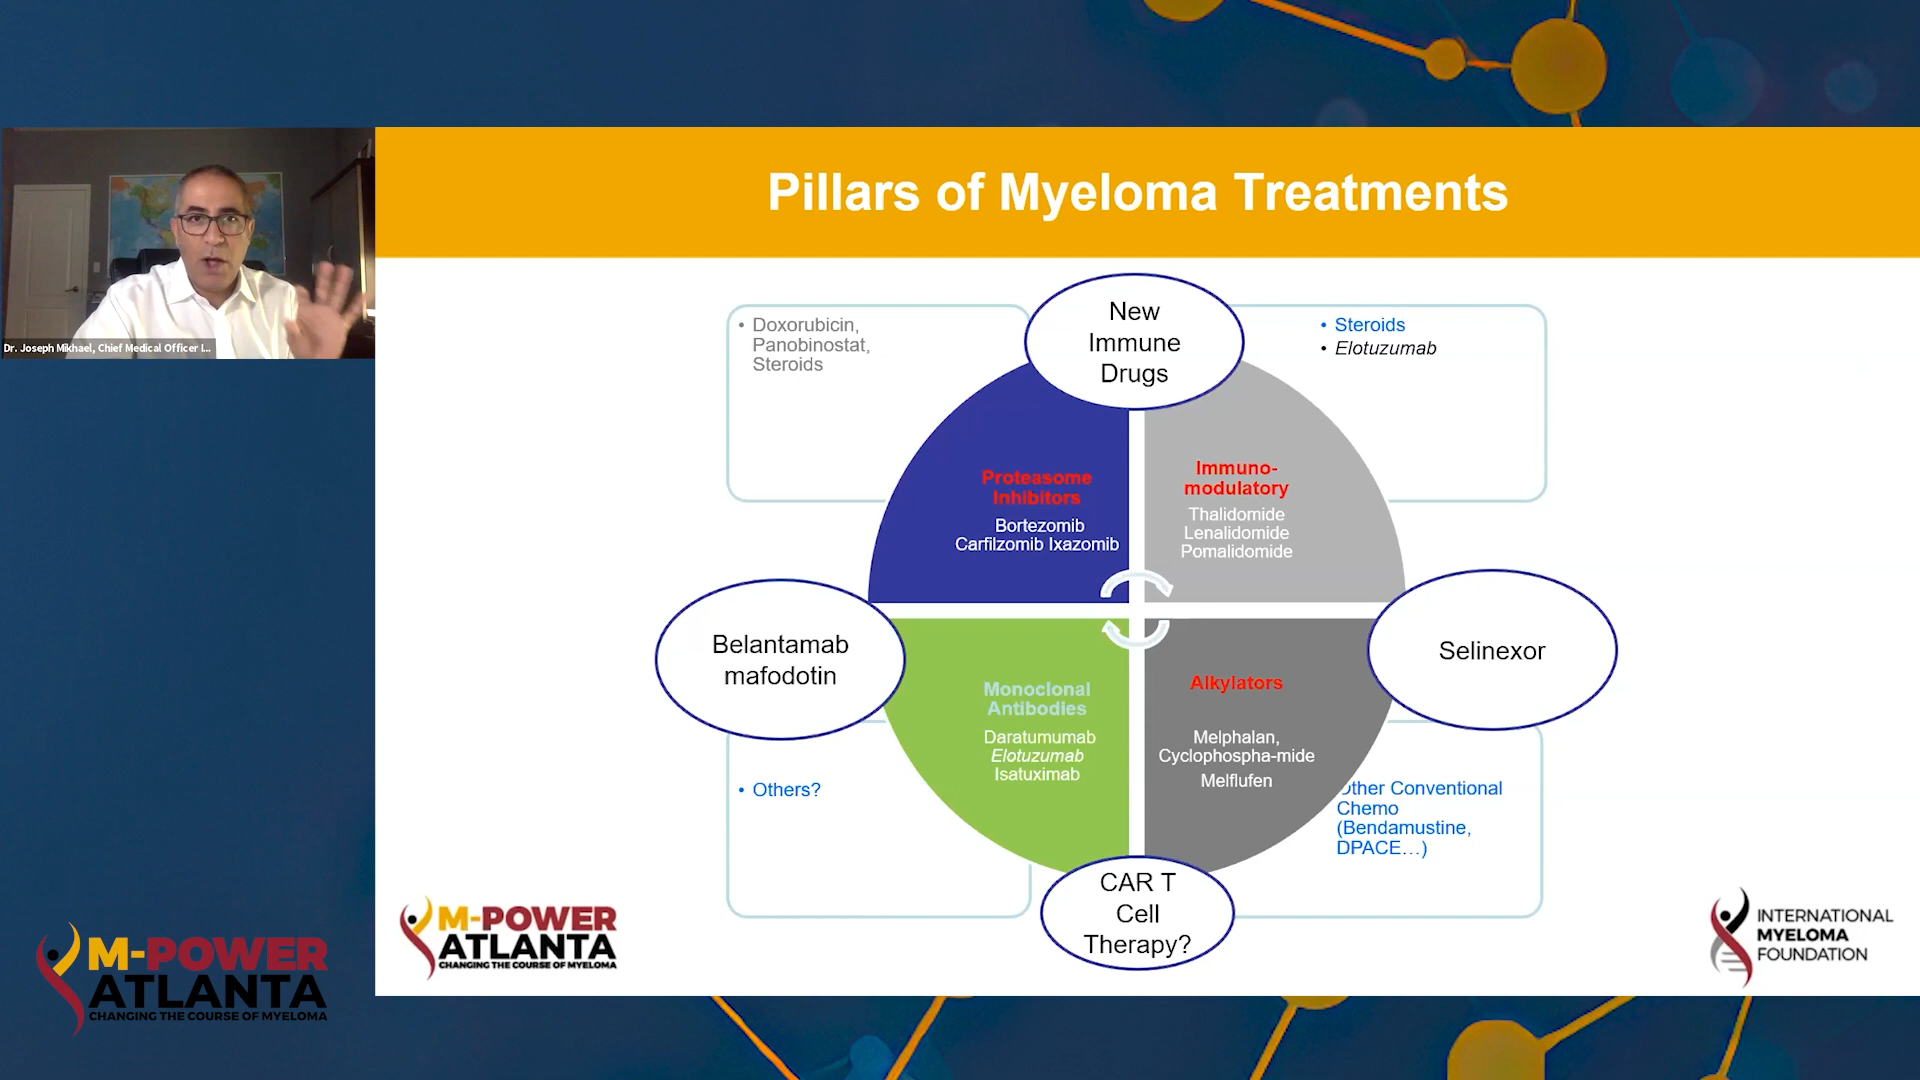 Pillars of Myeloma Treatments
Dr. Joseph Mikhael, Chief Medical Officer I...
• Doxorubicin,
Panobinostat,
Steroids
New
Immune
Drugs
• Steroids
• Elotuzumab
Proteasome
Inhibitors
Bortezomib
Carfilzomib Ixazomib
Immuno-
modulatory
Thalidomide
Lenalidomide
Pomalidomide
Belantamab
mafodotin
Selinexor
Monoclonal
Antibodies
Daratumumab
Elotuzumab
Isatuximab
Alkylators
Melphalan,
Cyclophospha-mide
Melflufen
• Others?
Other Conventional
Chemo
(Bendamustine,
DPACE...)
CAR T
Cell
Therapy?
M-POWER
ATLANTA
CHANGING THE COURSE OF MYELOMA
INTERNATIONAL
MYELOMA
FOUNDATION
M-POWER
ATLANTA
CHANGING THE COURSE OF MYELOMA